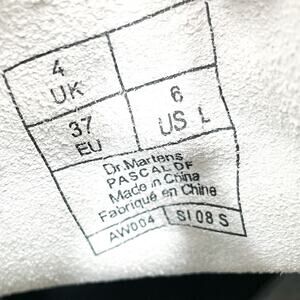 4
UK
37
EU
6
US L
Dr.Martens
PASCAL DF
Made in China
Fabriqué en Chine
AW004
SI 08 S